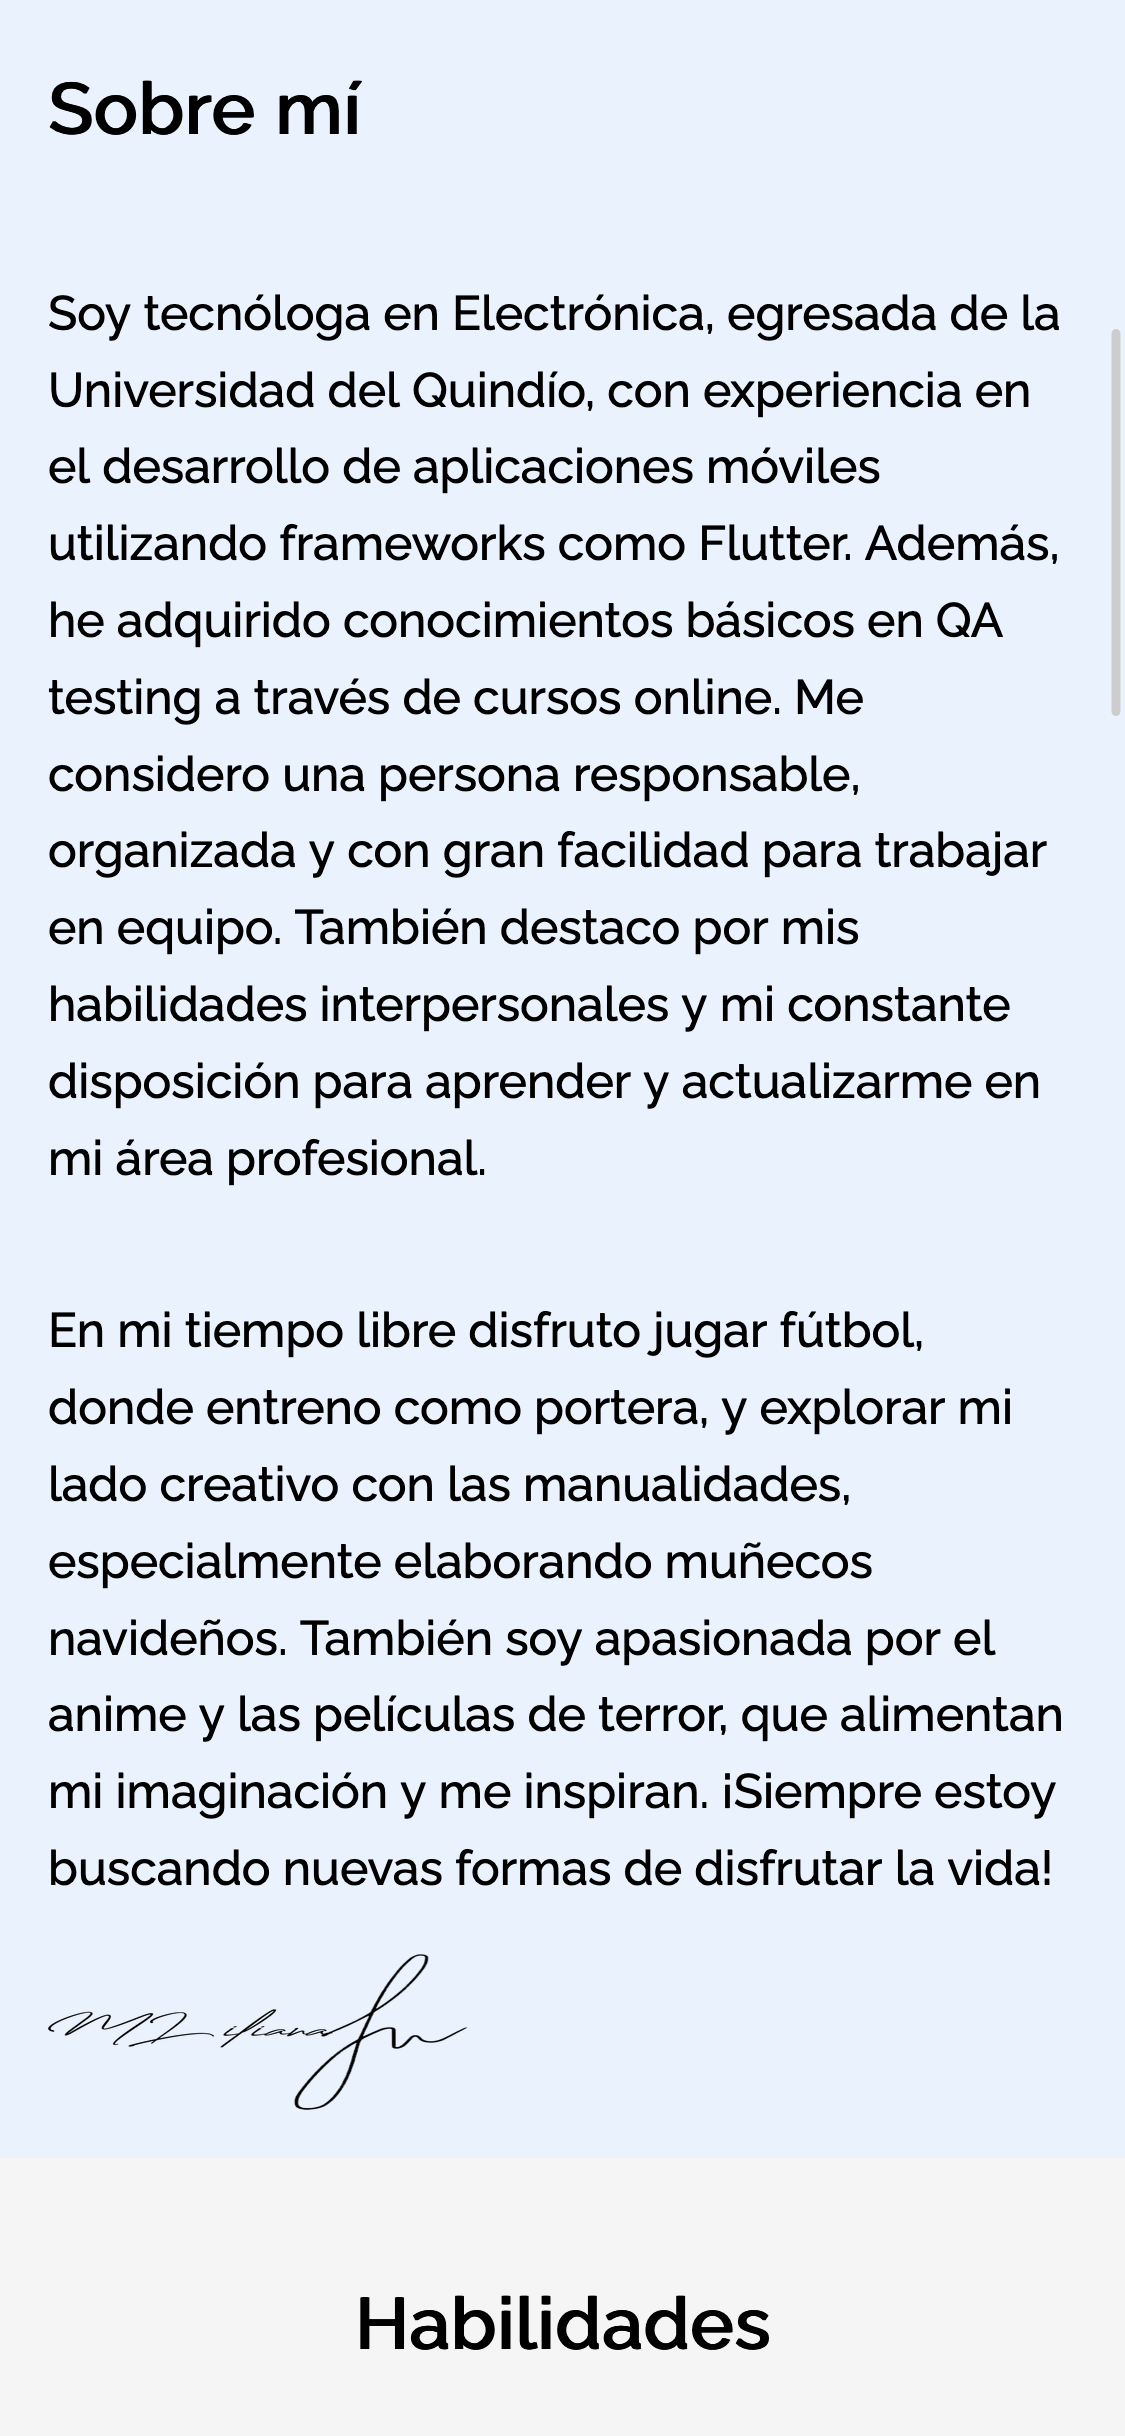 Sobre mí
Soy tecnóloga en Electrónica, egresada de la
Universidad del Quindío, con experiencia en
el desarrollo de aplicaciones móviles
utilizando frameworks como Flutter. Además,
he adquirido conocimientos básicos en QA
testing a través de cursos online. Me
considero una persona responsable,
organizada y con gran facilidad para trabajar
en equipo. También destaco por mis
habilidades interpersonales y mi constante
disposición para aprender y actualizarme en
mi área profesional.
En mi tiempo libre disfruto jugar fútbol,
donde entreno como portera, y explorar mi
lado creativo con las manualidades,
especialmente elaborando muñecos
navideños. También soy apasionada por el
anime y las películas de terror, que alimentan
mi imaginación y me inspiran. ¡Siempre estoy
buscando nuevas formas de disfrutar la vida!
MLiliana
Habilidades